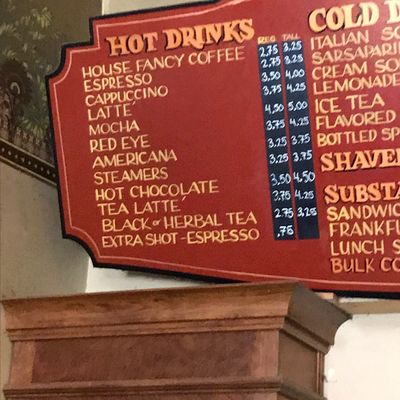 HOT DRINKS
REG TALL
HOUSE FANCY COFFEE 2.75 3.25
ESPRESSO 2.75 3.25
CAPPUCCINO 3.50 4.00
LATTÉ 3.75 4.25
MOCHA 4.50 5.00
RED EYE 3.75 4.25
AMERICANA 3.25 3.75
STEAMERS 3.25 3.75
HOT CHOCOLATE 3.50 4.50
TEA LATTÉ 3.75 4.25
BLACK or HERBAL TEA 2.75 3.25
EXTRA SHOT-ESPRESSO .75
COLD D
ITALIAN SO
SARSAPARI
CREAM SO
LEMONADE
ICE TEA
FLAVORED
BOTTLED SP
SHAVE
SUBSTA
SANDWIC
FRANKFU
LUNCH S
BULK CO